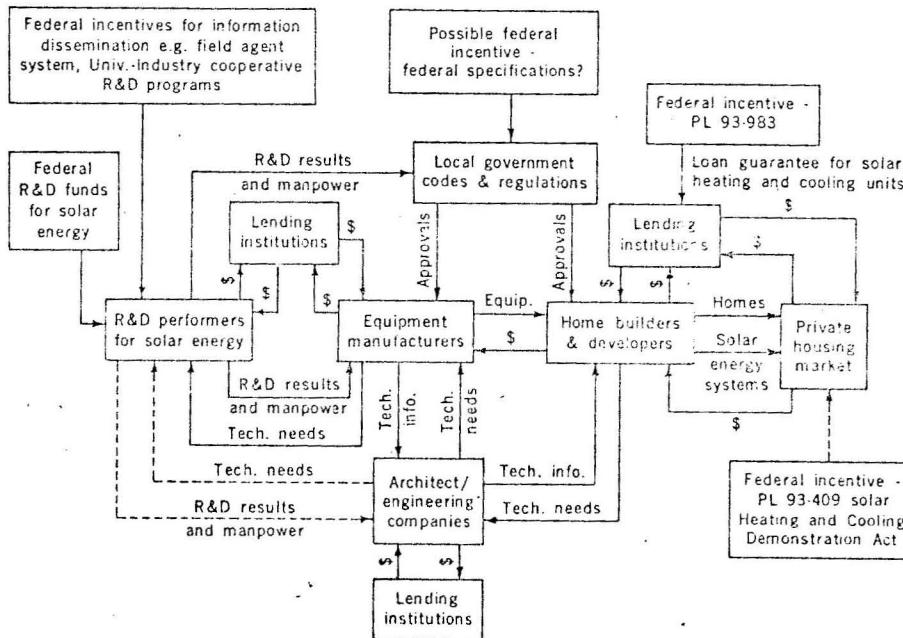 Federal incentives for information
dissemination e.g. field agent
system, Univ.-Industry cooperative
R&D programs
Possible federal
incentive -
federal specifications?
Federal incentive -
PL 93-983
Federal
R&D funds
for solar
energy
R&D results
and manpower
Local government
codes & regulations
Loan guarantee for solar
heating and cooling units
Lending
institutions
$
$
$
$
Approvals
Approvals
Lending
institutions
$
$
$
$
R&D performers
for solar energy
Equipment
manufacturers
Equip.
$
Home builders
& developers
Homes
Solar
energy
systems
$
Private
housing
market
R&D results
and manpower
Tech. needs
Tech.
info.
Tech.
needs
Tech. needs
R&D results
and manpower
Architect/
engineering
companies
Tech. info.
Tech. needs
Federal incentive -
PL 93-409 solar
Heating and Cooling
Demonstration Act
$
$
Lending
institutions